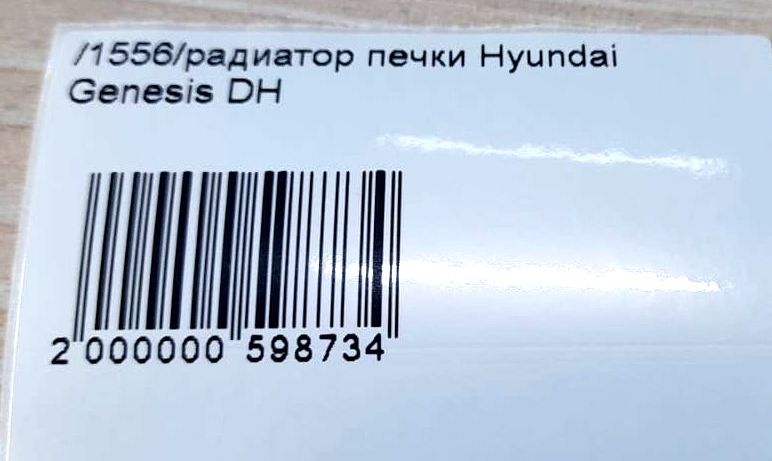 /1556/радиатор печки Hyundai
Genesis DH
2 000000 598734